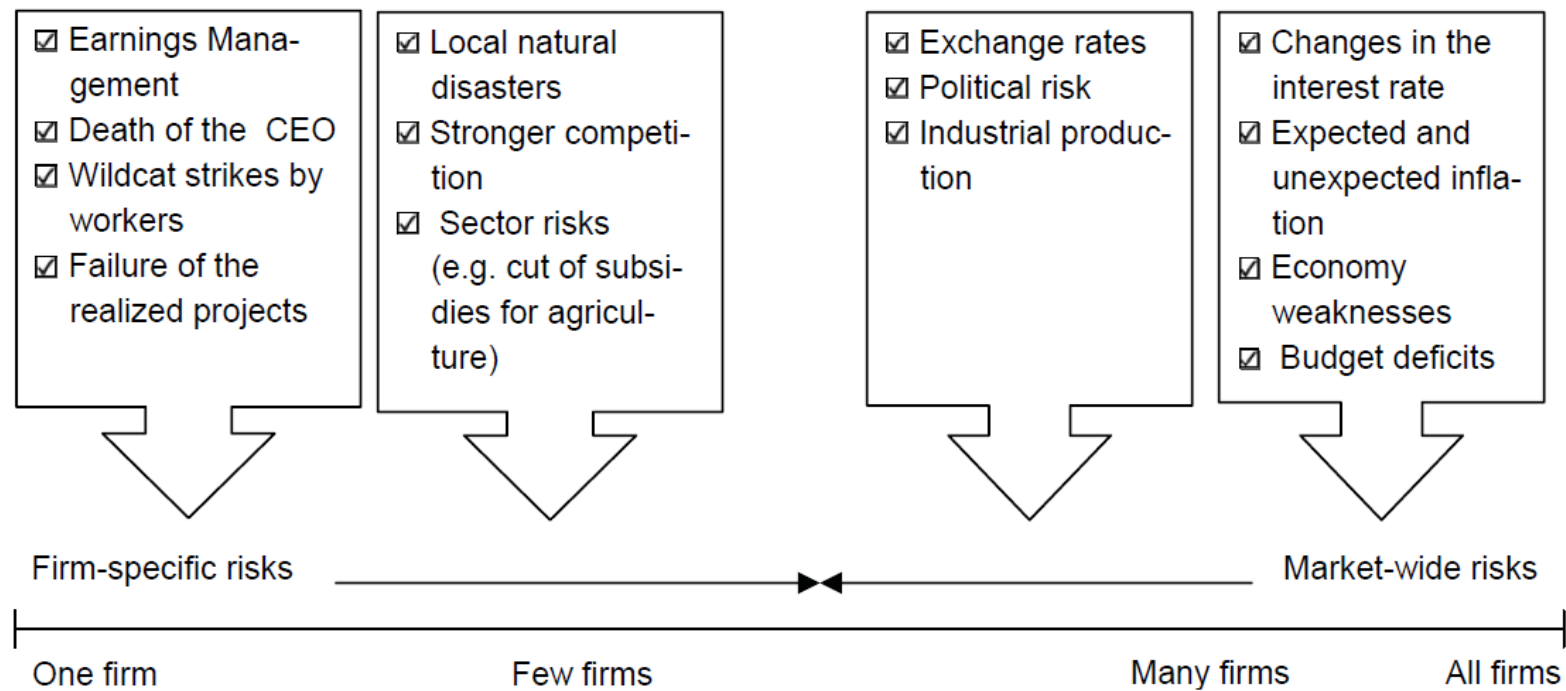 ☑ Earnings Mana-
gement
☑ Death of the CEO
☑ Wildcat strikes by
workers
☑ Failure of the
realized projects
☑ Local natural
disasters
☑ Stronger competi-
tion
☑ Sector risks
(e.g. cut of subsi-
dies for agricul-
ture)
☑ Exchange rates
☑ Political risk
☑ Industrial produc-
tion
☑ Changes in the
interest rate
☑ Expected and
unexpected infla-
tion
☑ Economy
weaknesses
☑ Budget deficits
Firm-specific risks
Market-wide risks
One firm
Few firms
Many firms
All firms